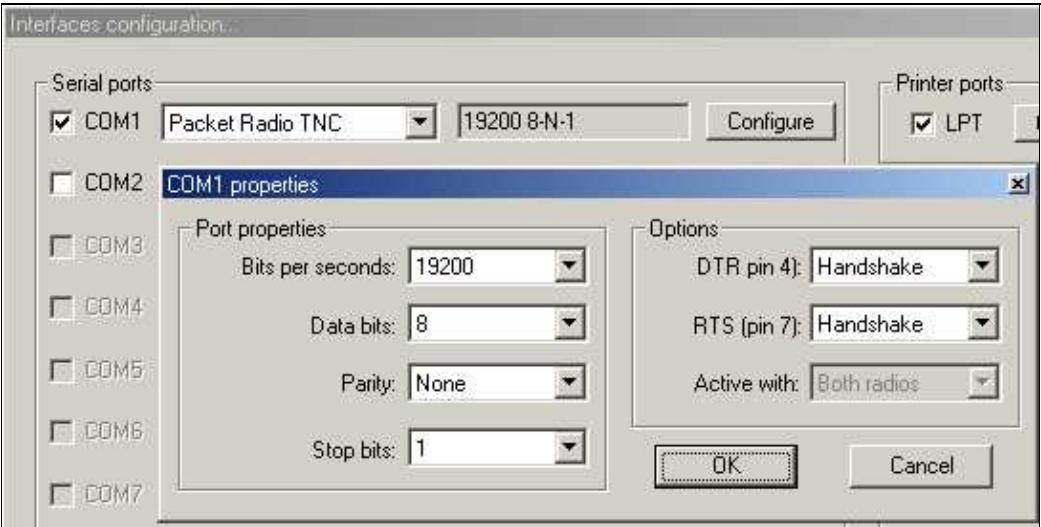 Interfaces configuration...
Serial ports
Printer ports
COM1 Packet Radio TNC 19200 8-N-1 Configure
LPT
COM2
COM1 properties
COM3
Port properties
Options
Bits per seconds: 19200
DTR pin 4): Handshake
COM4
Data bits: 8
RTS (pin 7): Handshake
COM5
Parity: None
Active with: Both radios
COM6
Stop bits: 1
OK
Cancel
COM7